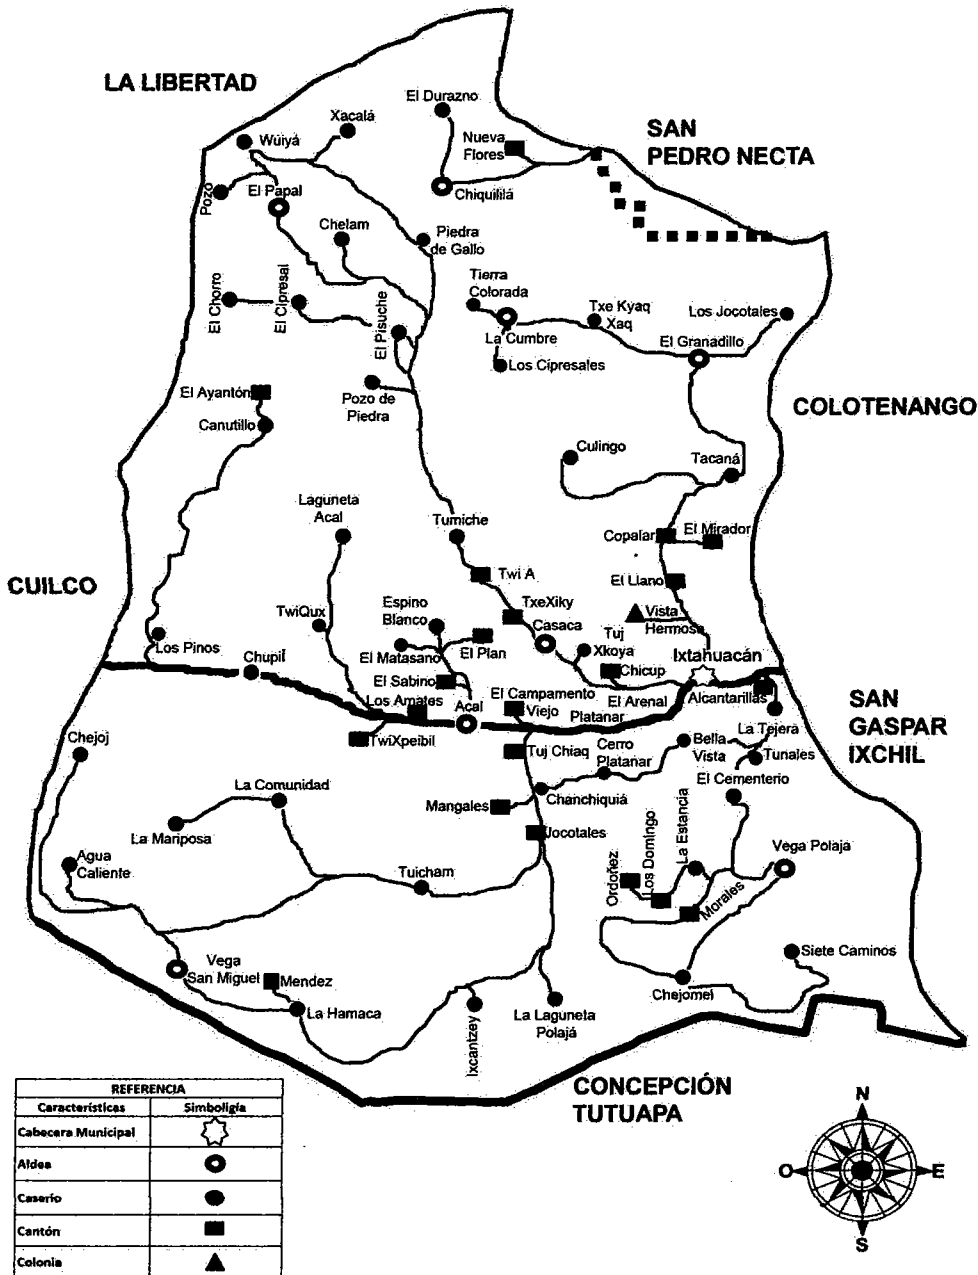 LA LIBERTAD
El Durazno
Xacalá
SAN
PEDRO NECTA
Wuiyá
Nueva
Flores
Pozo
El Papal
Chiquililá
Chelam
Piedra
de Gallo
Tierra
Colorada
Txe Kyaq
Xaq
Los Jocotales
El Chorro
El Cipresal
El Pisuche
La Cumbre
El Granadillo
Los Cipresales
El Ayantón
Pozo de
Piedra
COLOTENANGO
Canutillo
Culingo
Tacaná
Laguneta
Acal
Tumiche
Copalar
El Mirador
CUILCO
Twi A
El Llano
TwiQux
Espino
Blanco
TxeXiky
Casaca
Tuj
Xkoya
Vista
Hermosa
Los Pinos
El Matasano
El Plan
Ixtahuacán
Chupil
El Sabino
Chicup
Los Amates
Acal
El Campamento
Viejo
El Arenal
Platanar
Alcantarillas
SAN
GASPAR
IXCHIL
Chejoj
TwiXpeibil
Tuj Chiaq
Cerro
Platanar
Bella
Vista
La Tejera
Tunales
El Cementerio
La Comunidad
Mangales
Chanchiquiá
La Mariposa
Jocotales
Agua
Caliente
Tuicham
Ordoñez
Los Domingo
La Estancia
Vega Polajá
Morales
Vega
San Miguel
Mendez
Siete Caminos
La Hamaca
Ixcantzey
La Laguneta
Polajá
Chejomel
CONCEPCIÓN
TUTUAPA
REFERENCIA
Características Simboligía
Cabecera Municipal
Aldea
Caserío
Cantón
Colonia
N
O
E
S